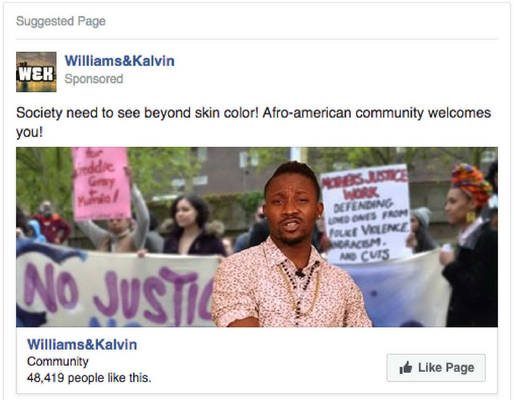 Suggested Page
WEK
Williams&Kalvin
Sponsored
Society need to see beyond skin color! Afro-american community welcomes
you!
for
Freddie
Gray
+
Mumia!
MOTHERS JUSTICE
WORK
DEFENDING
LOVED ONES FROM
POLICE VIOLENCE,
RACISM,
AND CUTS
NO JUSTIC
NO
Williams&Kalvin
Community
48,419 people like this.
Like Page